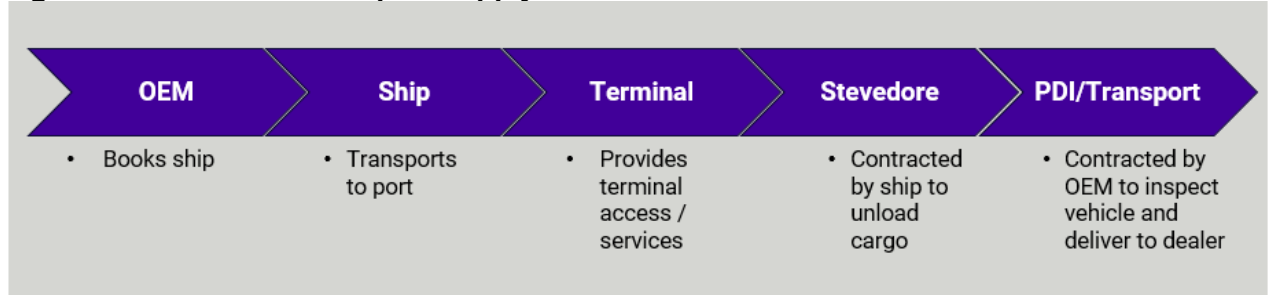 OEM
Ship
Terminal
Stevedore
PDI/Transport
• Books ship
• Transports
to port
• Provides
terminal
access /
services
• Contracted
by ship to
unload
cargo
• Contracted by
OEM to inspect
vehicle and
deliver to dealer